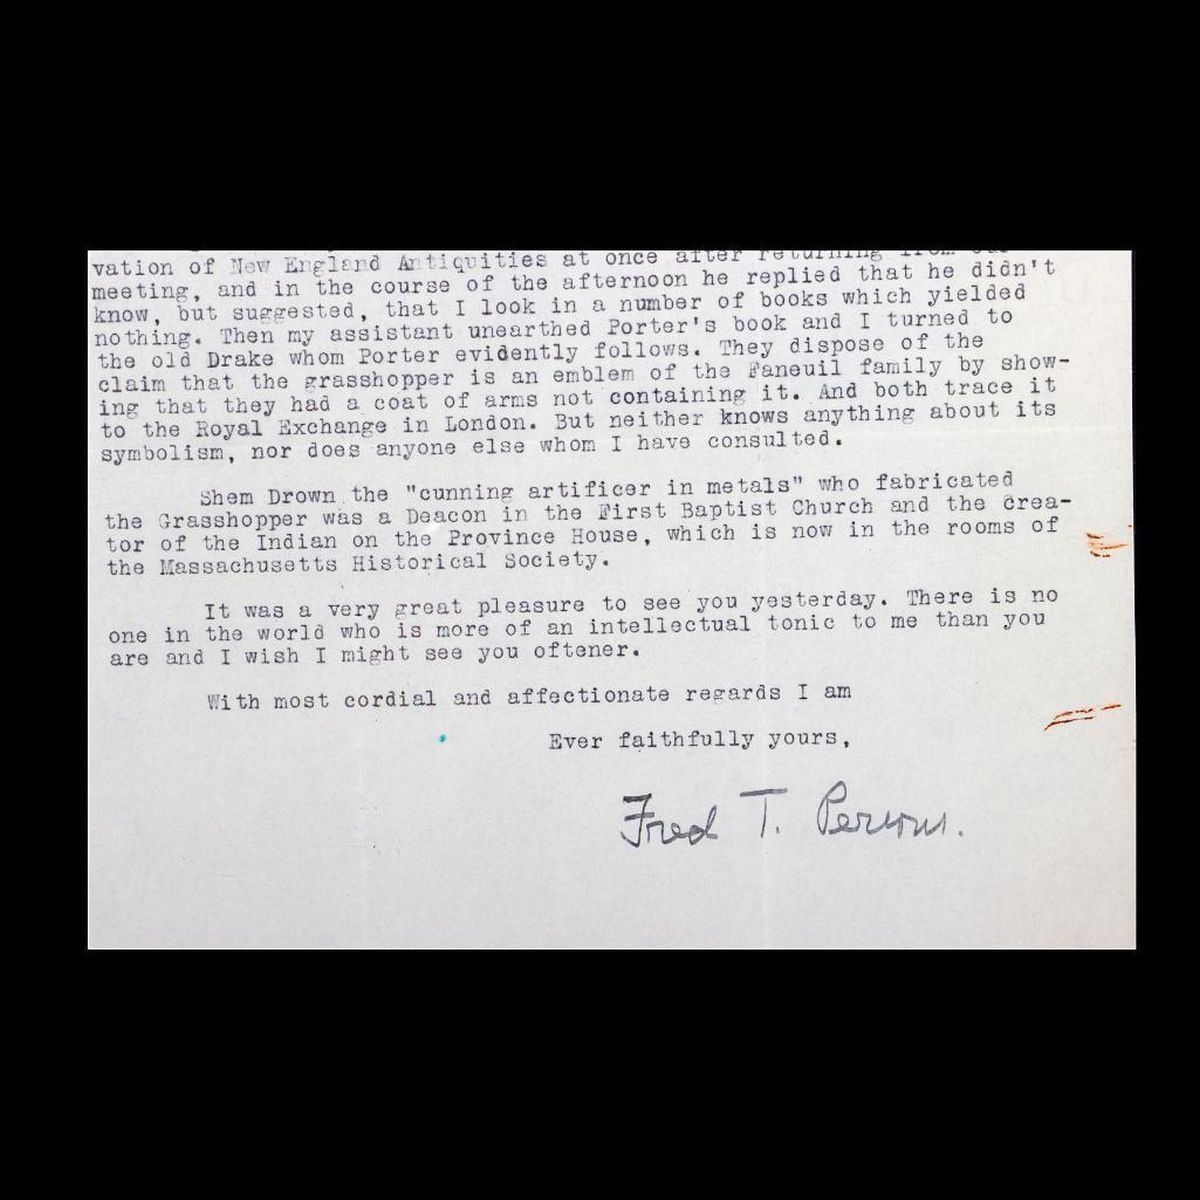 vation of New England Antiquities at once after returning from our
meeting, and in the course of the afternoon he replied that he didn't
know, but suggested, that I look in a number of books which yielded
nothing. Then my assistant unearthed Porter's book and I turned to
the old Drake whom Porter evidently follows. They dispose of the
claim that the grasshopper is an emblem of the Faneuil family by show-
ing that they had a coat of arms not containing it. And both trace it
to the Royal Exchange in London. But neither knows anything about its
symbolism, nor does anyone else whom I have consulted.
Shem Drown the "cunning artificer in metals" who fabricated
the Grasshopper was a Deacon in the First Baptist Church and the crea-
tor of the Indian on the Province House, which is now in the rooms of
the Massachusetts Historical Society.
It was a very great pleasure to see you yesterday. There is no
one in the world who is more of an intellectual tonic to me than you
are and I wish I might see you oftener.
With most cordial and affectionate regards I am
Ever faithfully yours,
Fred T. Persons.